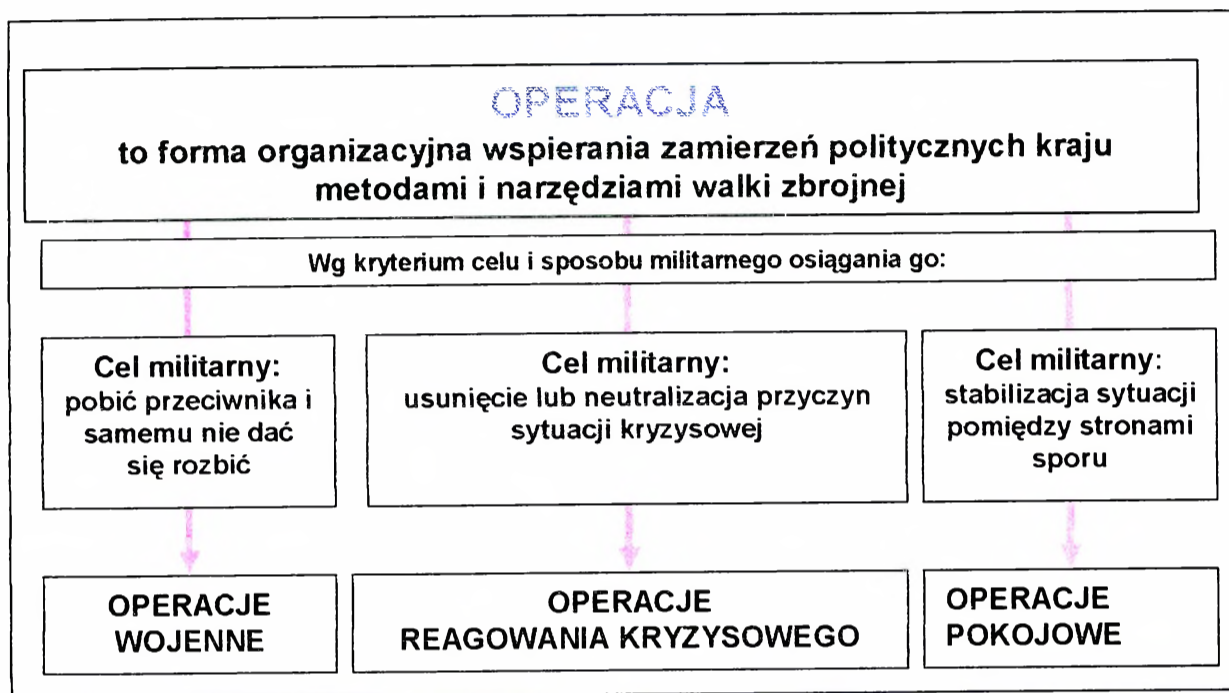 OPERACJA
to forma organizacyjna wspierania zamierzeń politycznych kraju
metodami i narzędziami walki zbrojnej
Wg kryterium celu i sposobu militarnego osiągania go:
Cel militarny:
pobić przeciwnika i
samemu nie dać
się rozbić
Cel militarny:
usunięcie lub neutralizacja przyczyn
sytuacji kryzysowej
Cel militarny:
stabilizacja sytuacji
pomiędzy stronami
sporu
OPERACJE
WOJENNE
OPERACJE
REAGOWANIA KRYZYSOWEGO
OPERACJE
POKOJOWE